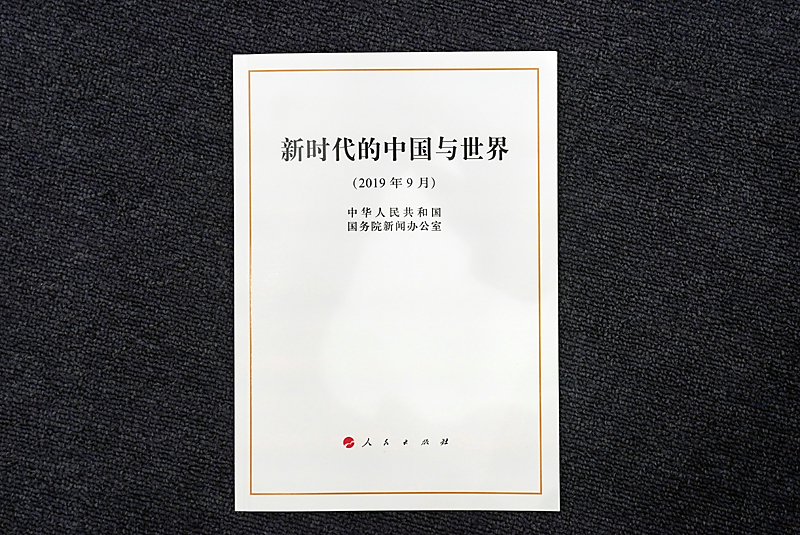 新时代的中国与世界
（2019年9月）
中华人民共和国
国务院新闻办公室
人民出版社